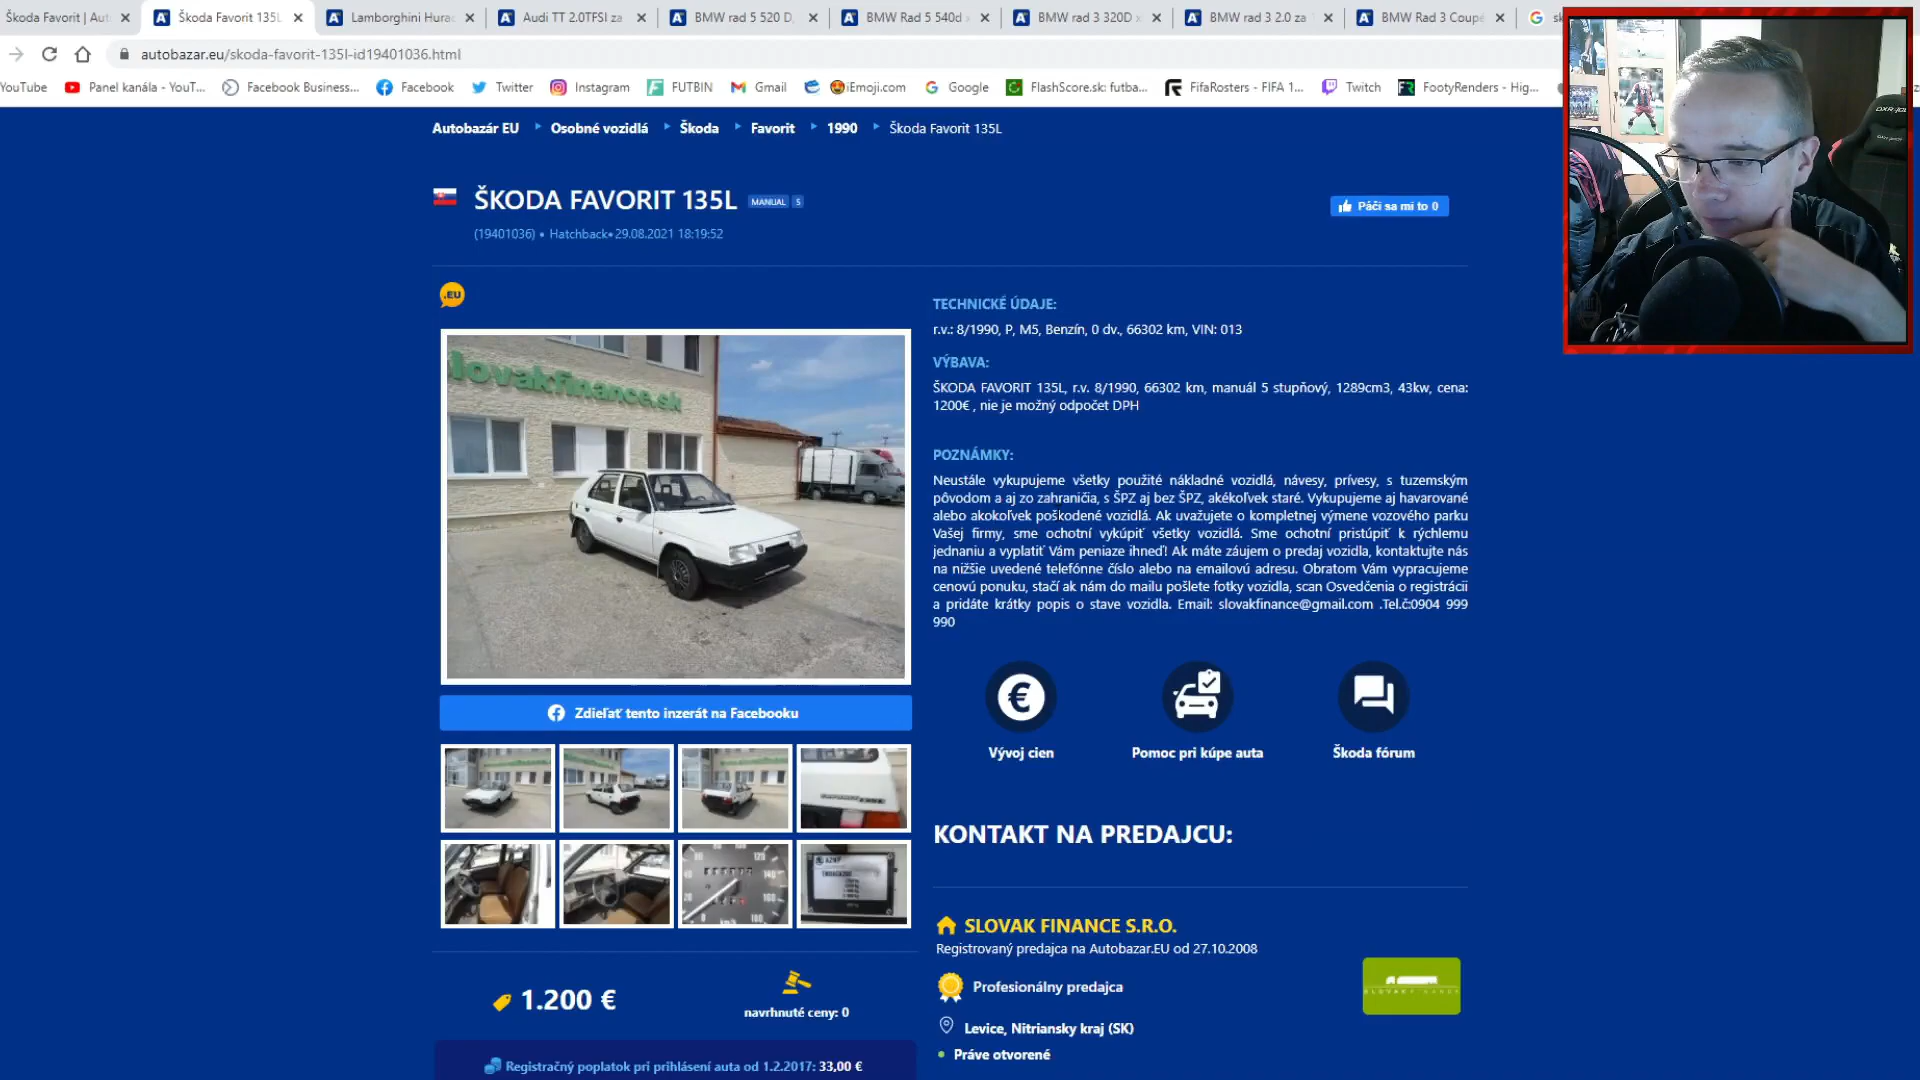 Škoda Favorit | Aut
Škoda Favorit 135L
Lamborghini Hurac
Audi TT 2.0TFSI za
BMW rad 5 520 D,
BMW Rad 5 540d x
BMW rad 3 320D x
BMW rad 3 2.0 za
BMW Rad 3 Coupé
sk
autobazar.eu/skoda-favorit-135l-id19401036.html
YouTube
Panel kanála - YouT...
Facebook Business...
Facebook
Twitter
Instagram
FUTBIN
Gmail
iEmoji.com
Google
FlashScore.sk: futba...
FifaRosters - FIFA 1...
Twitch
FootyRenders - Hig...
Autobazár EU
Osobné vozidlá
Škoda
Favorit
1990
Škoda Favorit 135L
ŠKODA FAVORIT 135L MANUAL 5
Páči sa mi to 0
(19401036) • Hatchback•29.08.2021 18:19:52
.EU
TECHNICKÉ ÚDAJE:
r.v.: 8/1990, P, M5, Benzín, 0 dv., 66302 km, VIN: 013
VÝBAVA:
ŠKODA FAVORIT 135L, r.v. 8/1990, 66302 km, manuál 5 stupňový, 1289cm3, 43kw, cena:
1200€ , nie je možný odpočet DPH
POZNÁMKY:
Neustále vykupujeme všetky použité nákladné vozidlá, návesy, prívesy, s tuzemským
pôvodom a aj zo zahraničia, s ŠPZ aj bez ŠPZ, akékoľvek staré. Vykupujeme aj havarované
alebo akokoľvek poškodené vozidlá. Ak uvažujete o kompletnej výmene vozového parku
Vašej firmy, sme ochotní vykúpiť všetky vozidlá. Sme ochotní pristúpiť k rýchlemu
jednaniu a vyplatiť Vám peniaze ihneď! Ak máte záujem o predaj vozidla, kontaktujte nás
na nižšie uvedené telefónne číslo alebo na emailovú adresu. Obratom Vám vypracujeme
cenovú ponuku, stačí ak nám do mailu pošlete fotky vozidla, scan Osvedčenia o registrácii
a pridáte krátky popis o stave vozidla. Email: slovakfinance@gmail.com .Tel.č:0904 999
990
slovakfinance.sk
Zdieľať tento inzerát na Facebooku
Vývoj cien
Pomoc pri kúpe auta
Škoda fórum
KONTAKT NA PREDAJCU:
SLOVAK FINANCE S.R.O.
Registrovaný predajca na Autobazar.EU od 27.10.2008
Profesionálny predajca
Levice, Nitriansky kraj (SK)
Práve otvorené
1.200 €
navrhnuté ceny: 0
Registračný poplatok pri prihlásení auta od 1.2.2017: 33,00 €